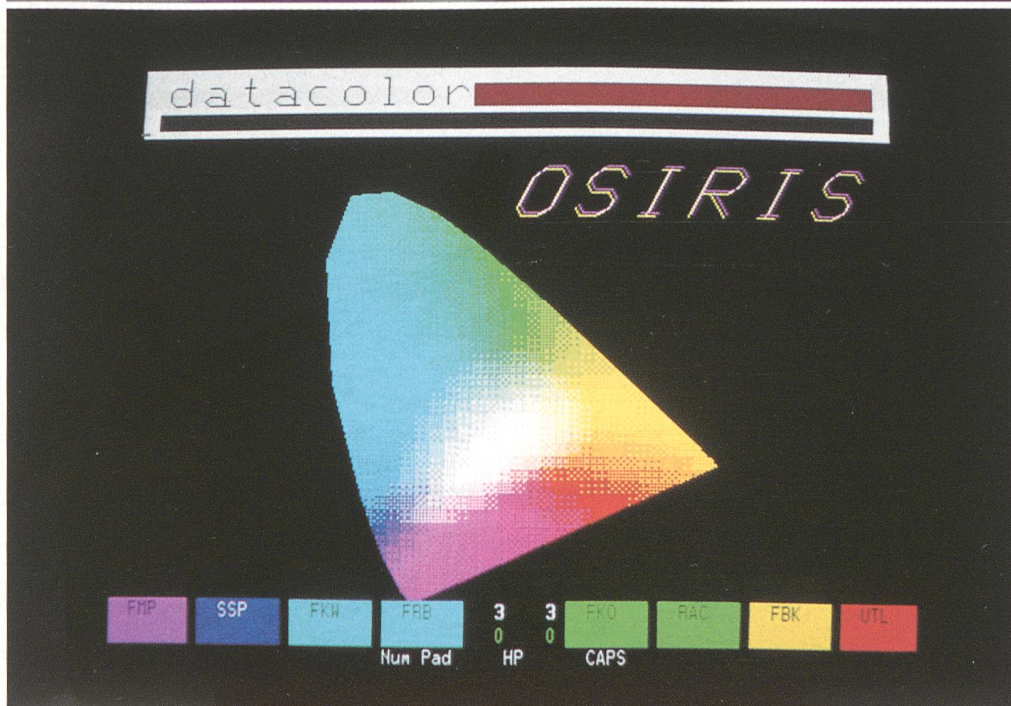 datacolor
OSIRIS
FMP SSP FKW FRB 3 3 FKO RAC FBK UTL
0 0
Num Pad HP CAPS